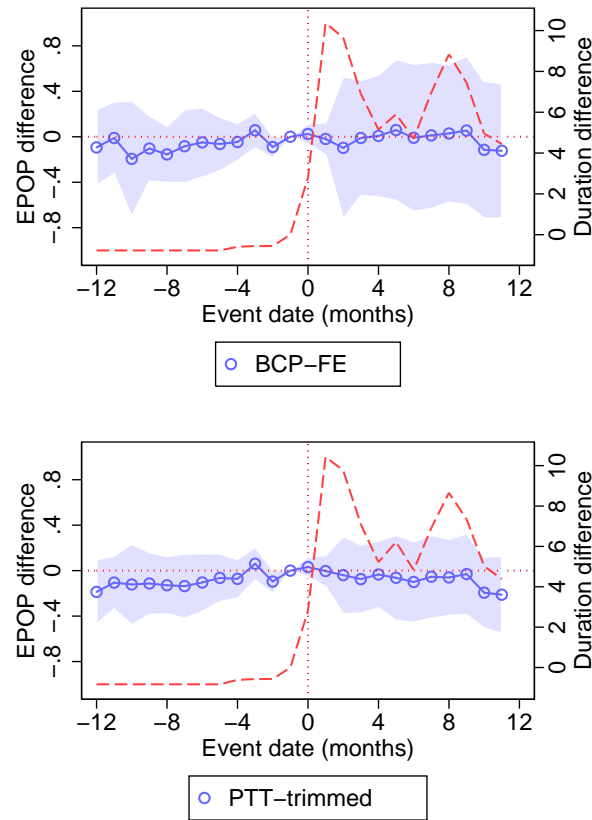 EPOP difference
.8
.4
0
−.4
−.8
10
8
6
4
2
0
Duration difference
−12 −8 −4 0 4 8 12
Event date (months)
BCP−FE
EPOP difference
.8
.4
0
−.4
−.8
10
8
6
4
2
0
Duration difference
−12 −8 −4 0 4 8 12
Event date (months)
PTT−trimmed